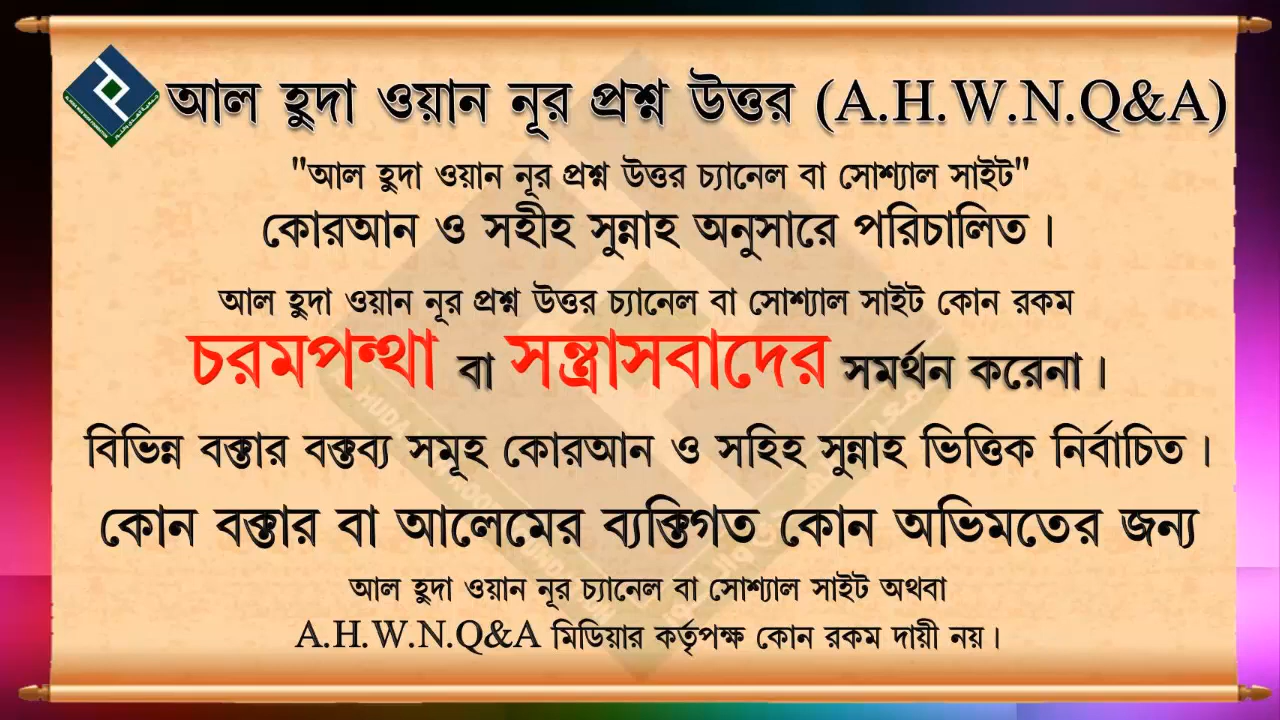 আল হুদা ওয়ান নূর প্রশ্ন উত্তর (A.H.W.N.Q&A)
"আল হুদা ওয়ান নূর প্রশ্ন উত্তর চ্যানেল বা সোশ্যাল সাইট"
কোরআন ও সহীহ সুন্নাহ অনুসারে পরিচালিত।
আল হুদা ওয়ান নূর প্রশ্ন উত্তর চ্যানেল বা সোশ্যাল সাইট কোন রকম
চরমপন্থা বা সন্ত্রাসবাদের সমর্থন করেনা।
বিভিন্ন বক্তার বক্তব্য সমূহ কোরআন ও সহিহ সুন্নাহ ভিত্তিক নির্বাচিত।
কোন বক্তার বা আলেমের ব্যক্তিগত কোন অভিমতের জন্য
আল হুদা ওয়ান নূর চ্যানেল বা সোশ্যাল সাইট অথবা
A.H.W.N.Q&A মিডিয়ার কর্তৃপক্ষ কোন রকম দায়ী নয়।